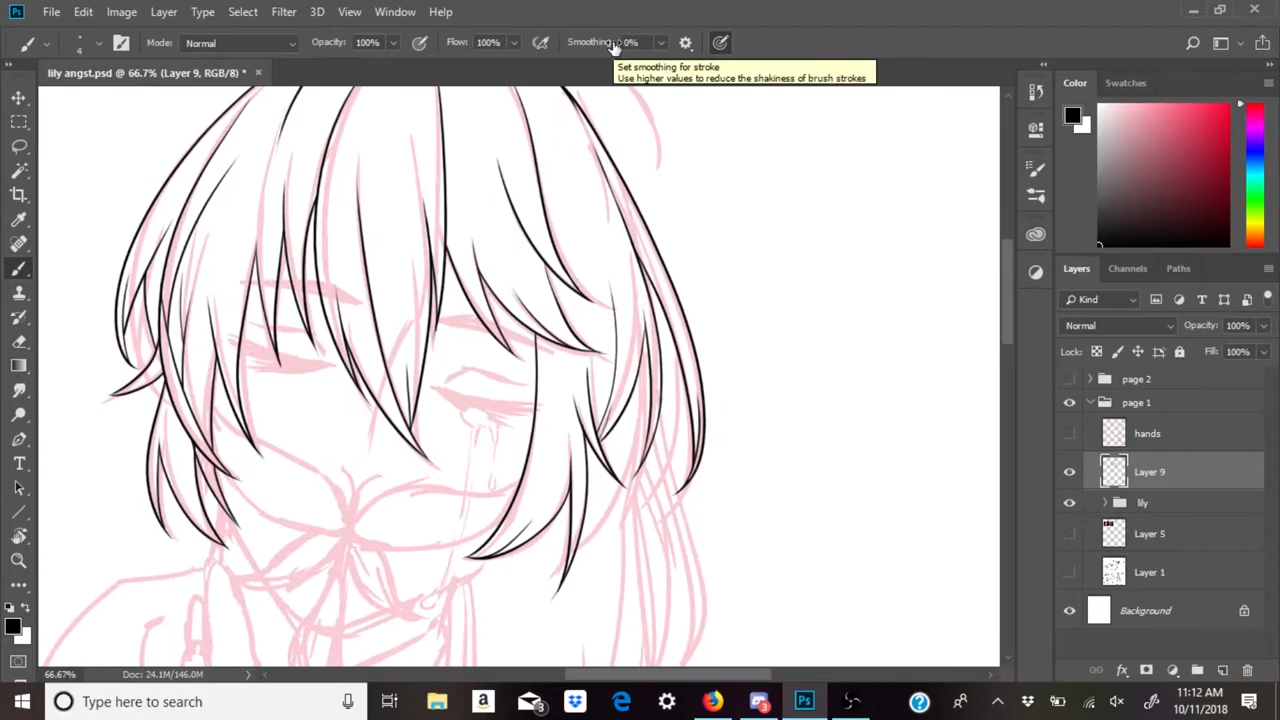 Ps File Edit Image Layer Type Select Filter 3D View Window Help
4 Mode: Normal Opacity: 100% Flow: 100% Smoothing: 0%
Set smoothing for stroke
Use higher values to reduce the shakiness of brush strokes
lily angst.psd @ 66.7% (Layer 9, RGB/8) * ×
Color Swatches
Layers Channels Paths
Kind
Normal Opacity: 100%
Lock: Fill: 100%
page 2
page 1
hands
Layer 9
lily
Layer 5
Layer 1
Background
66.67% Doc: 24.1M/146.0M
Type here to search
11:12 AM
10/11/2018